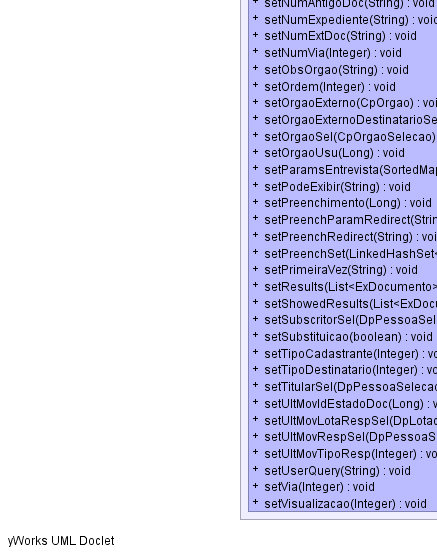 + setNumAntigoDoc(String) : void
+ setNumExpediente(String) : void
+ setNumExtDoc(String) : void
+ setNumVia(Integer) : void
+ setObsOrgao(String) : void
+ setOrdem(Integer) : void
+ setOrgaoExterno(CpOrgao) : voi
+ setOrgaoExternoDestinatarioSe
+ setOrgaoSel(CpOrgaoSelecao)
+ setOrgaoUsu(Long) : void
+ setParamsEntrevista(SortedMap
+ setPodeExibir(String) : void
+ setPreenchimento(Long) : void
+ setPreenchParamRedirect(Strin
+ setPreenchRedirect(String) : voi
+ setPreenchSet(LinkedHashSet<
+ setPrimeiraVez(String) : void
+ setResults(List<ExDocumento>
+ setShowedResults(List<ExDocu
+ setSubscritorSel(DpPessoaSel
+ setSubstituicao(boolean) : void
+ setTipoCadastrante(Integer) : vo
+ setTipoDestinatario(Integer) : vo
+ setTitularSel(DpPessoaSelecao
+ setUltMovIdEstadoDoc(Long) : v
+ setUltMovLotaRespSel(DpLotac
+ setUltMovRespSel(DpPessoaS
+ setUltMovTipoResp(Integer) : vo
+ setUserQuery(String) : void
+ setVia(Integer) : void
+ setVisualizacao(Integer) : void
yWorks UML Doclet